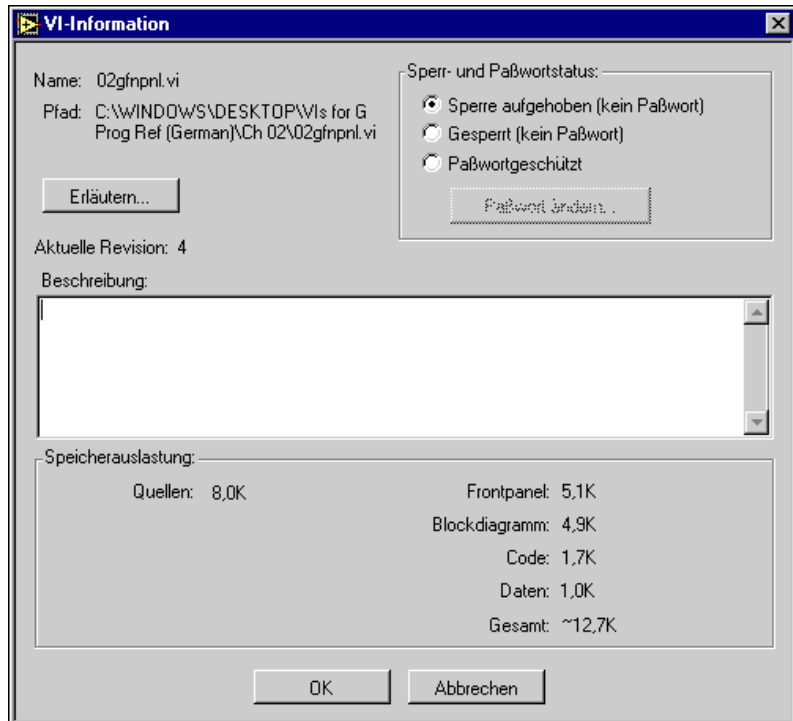 VI-Information
Name: 02gfnpnl.vi
Pfad: C:\WINDOWS\DESKTOP\VIs for G
Prog Ref (German)\Ch 02\02gfnpnl.vi
Erläutern...
Aktuelle Revision: 4
Sperr- und Paßwortstatus:
Sperre aufgehoben (kein Paßwort)
Gesperrt (kein Paßwort)
Paßwortgeschützt
Paßwort ändern...
Beschreibung:
Speicherauslastung:
Quellen: 8,0K
Frontpanel: 5,1K
Blockdiagramm: 4,9K
Code: 1,7K
Daten: 1,0K
Gesamt: ~12,7K
OK
Abbrechen